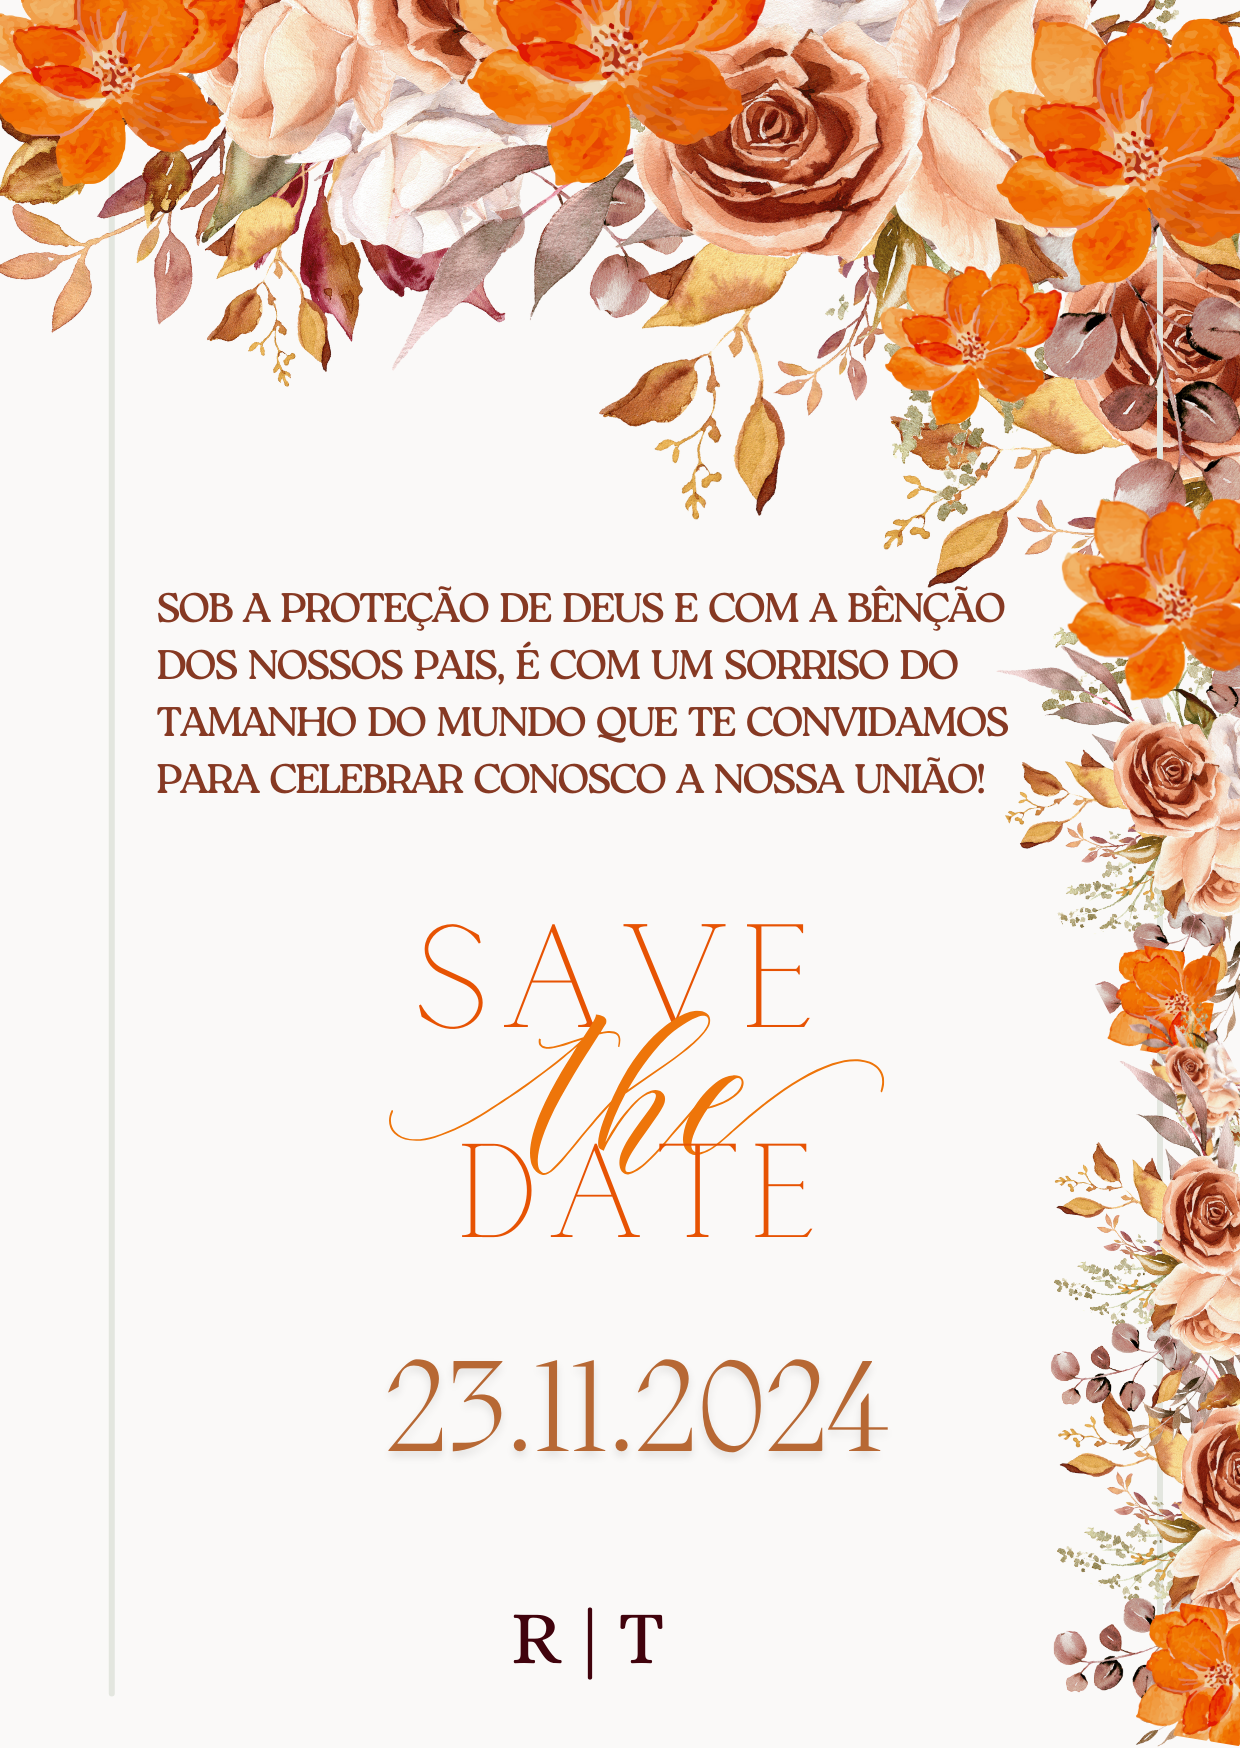 SOB A PROTEÇÃO DE DEUS E COM A BÊNÇÃO
DOS NOSSOS PAIS, É COM UM SORRISO DO
TAMANHO DO MUNDO QUE TE CONVIDAMOS
PARA CELEBRAR CONOSCO A NOSSA UNIÃO!
SAVE
the
DATE
23.11.2024
R | T